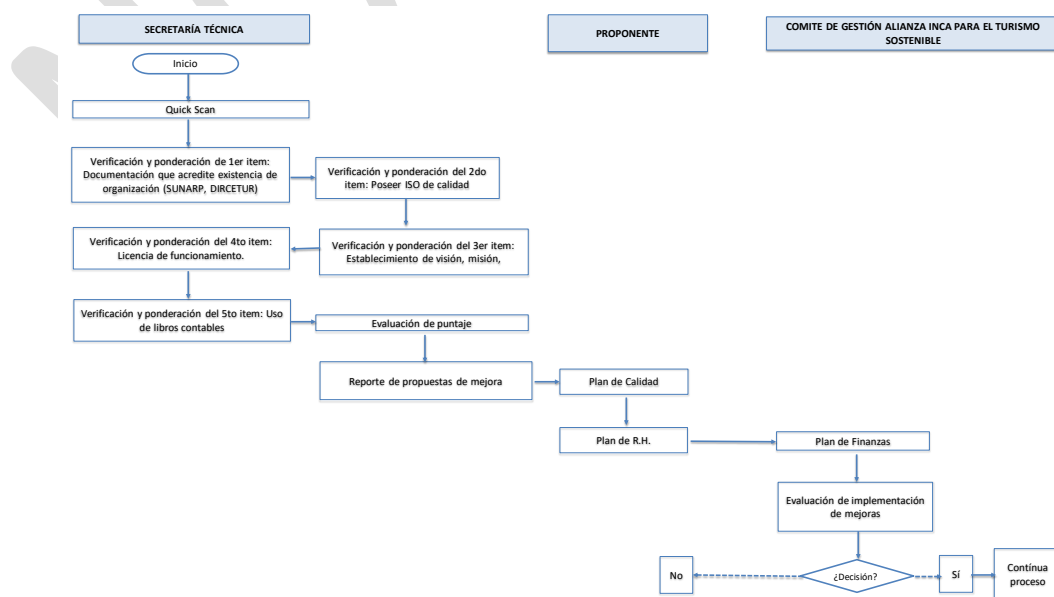 SECRETARÍA TÉCNICA
PROPONENTE
COMITE DE GESTIÓN ALIANZA INCA PARA EL TURISMO
SOSTENIBLE
Inicio
Quick Scan
Verificación y ponderación de 1er item:
Documentación que acredite existencia de
organización (SUNARP, DIRCETUR)
Verificación y ponderación del 2do
item: Poseer ISO de calidad
Verificación y ponderación del 4to item:
Licencia de funcionamiento.
Verificación y ponderación del 3er item:
Establecimiento de visión, misión,
Verificación y ponderación del 5to item: Uso
de libros contables
Evaluación de puntaje
Reporte de propuestas de mejora
Plan de Calidad
Plan de R.H.
Plan de Finanzas
Evaluación de implementación
de mejoras
No
¿Decisión?
Sí
Contínua
proceso